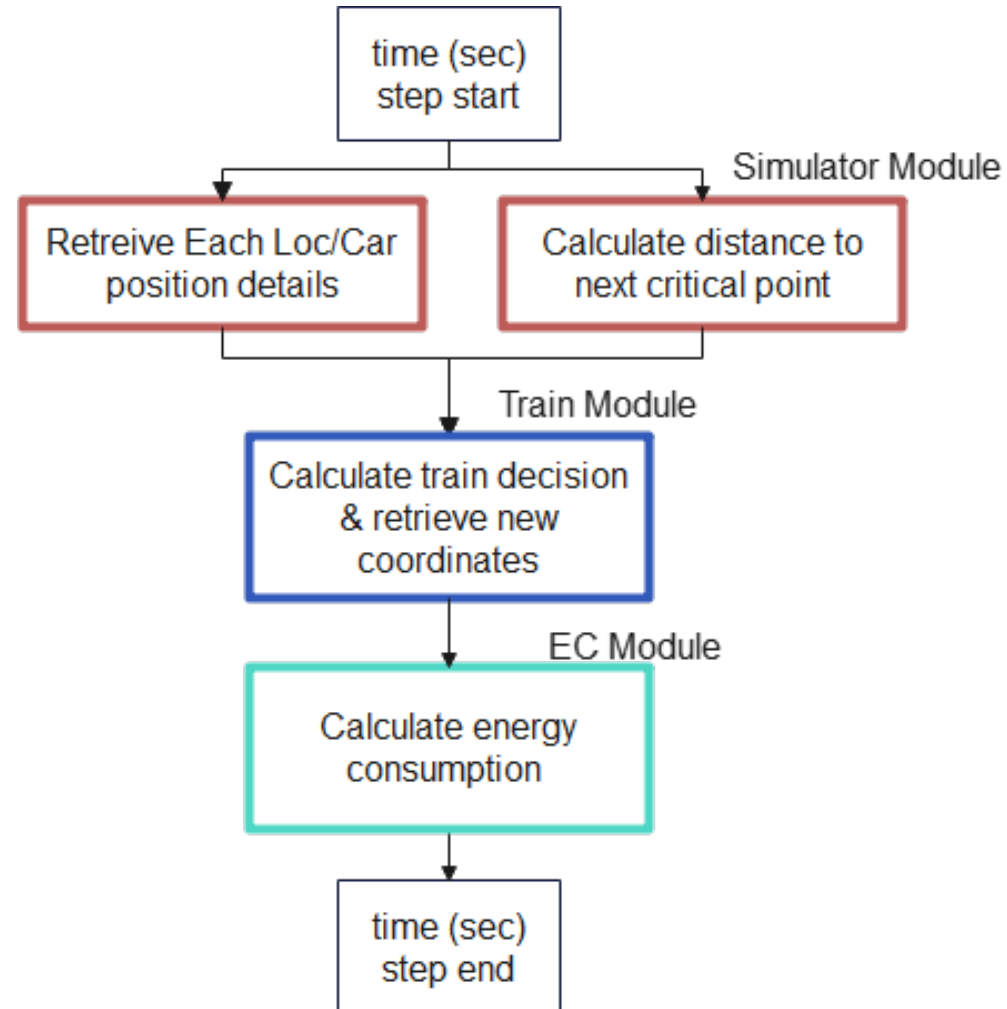 time (sec)
step start
Simulator Module
Retreive Each Loc/Car
position details
Calculate distance to
next critical point
Train Module
Calculate train decision
& retrieve new
coordinates
EC Module
Calculate energy
consumption
time (sec)
step end